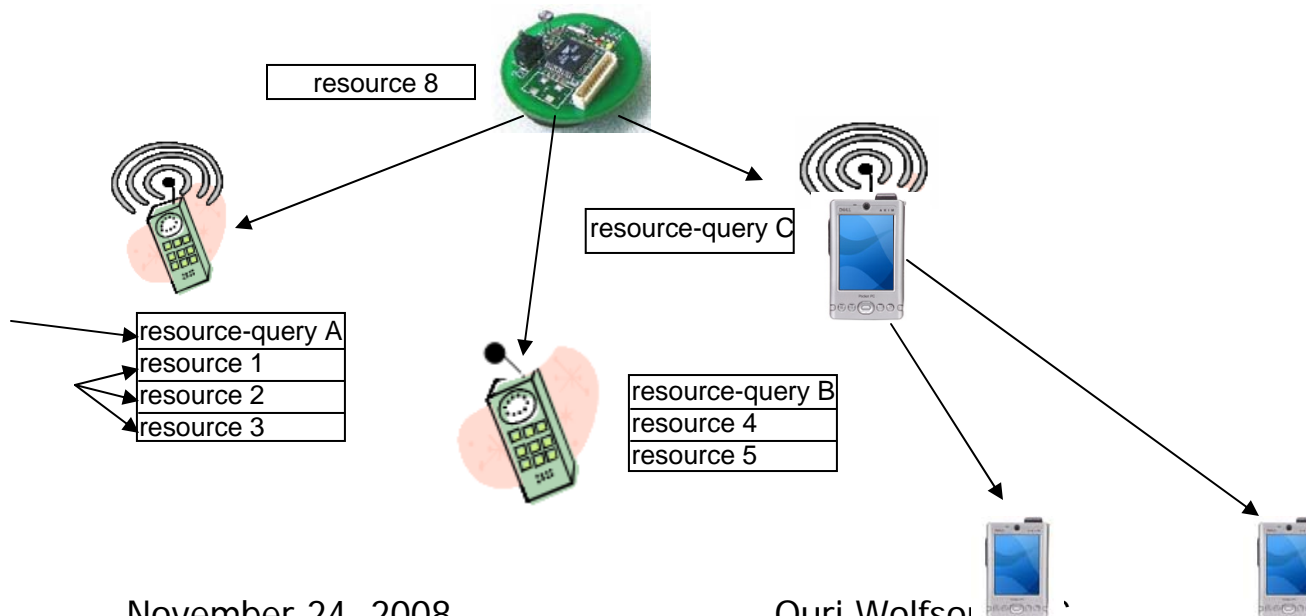 resource 8
resource-query C
resource-query A
resource 1
resource 2
resource 3
resource-query B
resource 4
resource 5
November 24, 2008
Ouri